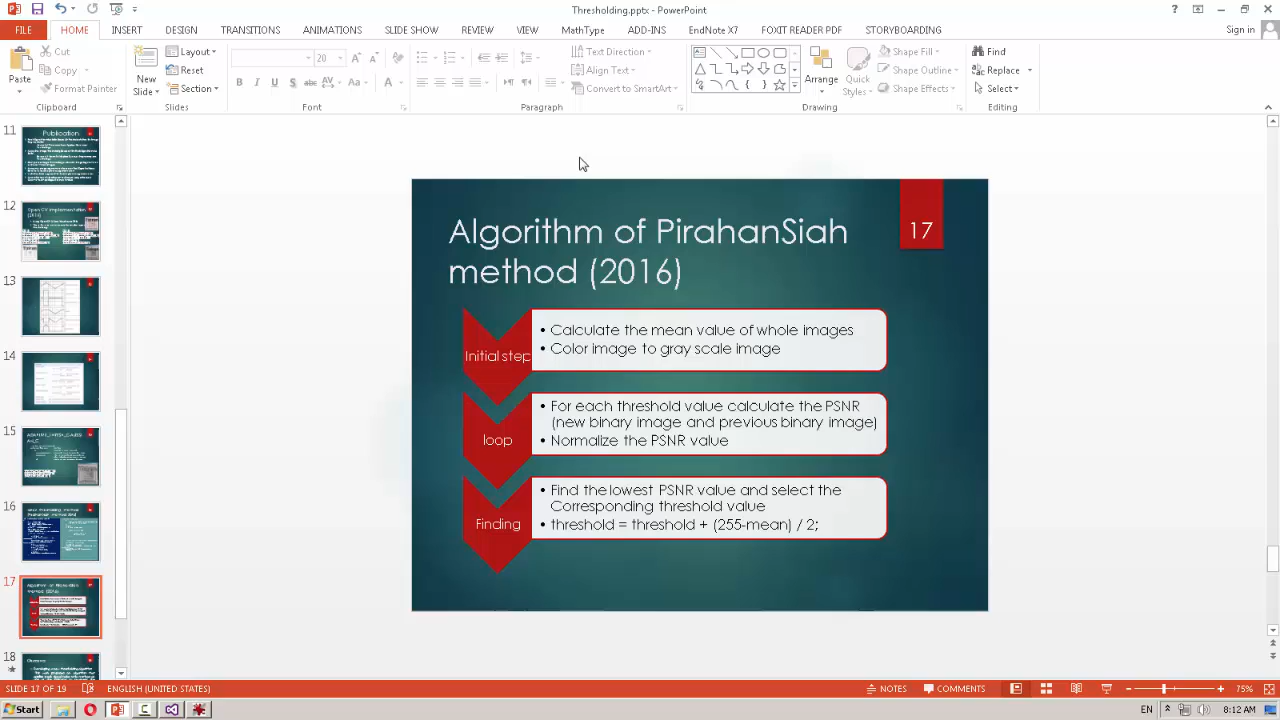 Thresholding.pptx - PowerPoint
Sign in
FILE HOME INSERT DESIGN TRANSITIONS ANIMATIONS SLIDE SHOW REVIEW VIEW MathType ADD-INS EndNote X7 FOXIT READER PDF STORYBOARDING
Paste
Cut
Copy
Format Painter
Clipboard
New Slide
Layout
Reset
Section
Slides
20
Font
Text Direction
Align Text
Convert to SmartArt
Paragraph
Arrange
Quick Styles
Shape Fill
Shape Outline
Shape Effects
Drawing
Find
Replace
Select
Editing
11
Publication
12
13
14
15
16
17
18
Algorithm of PirahanSiah
method (2016)
17
Initial step
• Calculate the mean value of whole images
• Color image to gray scale image
loop
• For each threshold value calculate the PSNR
(new binary image and previous binary image)
• Normalize the PSNR value
Finding
• Find the lowest PSNR value and select the
Corresponding threshold value
• threshold = threshold + (255-mean) / 2;
SLIDE 17 OF 19 ENGLISH (UNITED STATES)
NOTES COMMENTS 75%
Start
EN 8:12 AM